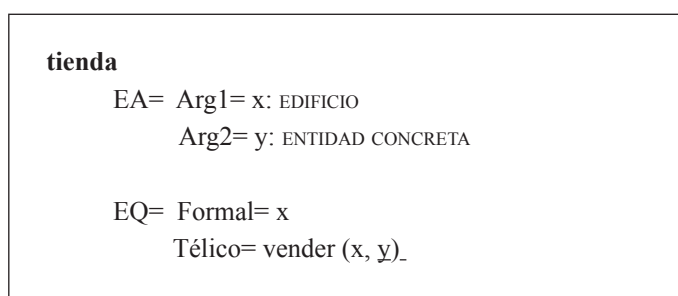 tienda
EA= Arg1= x: EDIFICIO
Arg2= y: ENTIDAD CONCRETA
EQ= Formal= x
Télico= vender (x, y)